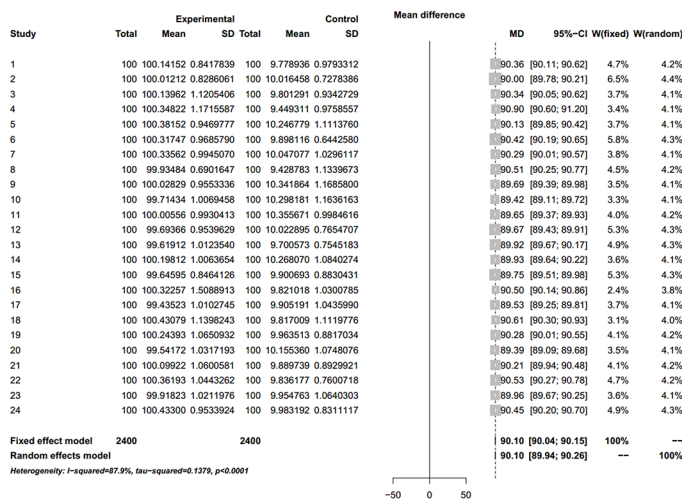 Experimental Control Mean difference
Study Total Mean SD Total Mean SD MD 95%−CI W(fixed) W(random)
1 100 100.14152 0.8417839 100 9.778936 0.9793312 90.36 [90.11; 90.62] 4.7% 4.2%
2 100 100.01212 0.8286061 100 10.016458 0.7278386 90.00 [89.78; 90.21] 6.5% 4.4%
3 100 100.13962 1.1205406 100 9.801291 0.9342729 90.34 [90.05; 90.62] 3.7% 4.1%
4 100 100.34822 1.1715587 100 9.449311 0.9758557 90.90 [90.60; 91.20] 3.4% 4.1%
5 100 100.38152 0.9469777 100 10.246779 1.1113760 90.13 [89.85; 90.42] 3.7% 4.1%
6 100 100.31747 0.9685790 100 9.898116 0.6442580 90.42 [90.19; 90.65] 5.8% 4.3%
7 100 100.33562 0.9945070 100 10.047077 1.0296117 90.29 [90.01; 90.57] 3.8% 4.1%
8 100 99.93484 0.6901647 100 9.428783 1.1339673 90.51 [90.25; 90.77] 4.5% 4.2%
9 100 100.02829 0.9553336 100 10.341864 1.1685800 89.69 [89.39; 89.98] 3.5% 4.1%
10 100 99.71434 1.0069458 100 10.298181 1.1636163 89.42 [89.11; 89.72] 3.3% 4.1%
11 100 100.00556 0.9930413 100 10.355671 0.9984616 89.65 [89.37; 89.93] 4.0% 4.2%
12 100 99.69366 0.9539629 100 10.022895 0.7654707 89.67 [89.43; 89.91] 5.3% 4.3%
13 100 99.61912 1.0123540 100 9.700573 0.7545183 89.92 [89.67; 90.17] 4.9% 4.3%
14 100 100.19812 1.0063654 100 10.268070 1.0840274 89.93 [89.64; 90.22] 3.6% 4.1%
15 100 99.64595 0.8464126 100 9.900693 0.8830431 89.75 [89.51; 89.98] 5.3% 4.3%
16 100 100.32257 1.5088913 100 9.821018 1.0300785 90.50 [90.14; 90.86] 2.4% 3.8%
17 100 99.43523 1.0102745 100 9.905191 1.0435990 89.53 [89.25; 89.81] 3.7% 4.1%
18 100 100.43079 1.1398243 100 9.817009 1.1119776 90.61 [90.30; 90.93] 3.1% 4.0%
19 100 100.24393 1.0650932 100 9.963513 0.8817034 90.28 [90.01; 90.55] 4.1% 4.2%
20 100 99.54172 1.0317193 100 10.155360 1.0748076 89.39 [89.09; 89.68] 3.6% 4.1%
21 100 100.09922 1.0600581 100 9.889739 0.8929921 90.21 [89.94; 90.48] 4.1% 4.2%
22 100 100.36193 1.0443262 100 9.836177 0.7600718 90.53 [90.27; 90.78] 4.7% 4.2%
23 100 99.91823 1.0211976 100 9.954763 1.0640303 89.96 [89.67; 90.25] 3.6% 4.1%
24 100 100.43300 0.9533924 100 9.983192 0.8311117 90.45 [90.20; 90.70] 4.9% 4.3%
Fixed effect model 2400 2400 90.10 [90.04; 90.15] 100% −−
Random effects model 90.10 [89.94; 90.26] −− 100%
Heterogeneity: I−squared=87.9%, tau−squared=0.1379, p<0.0001
−50 0 50